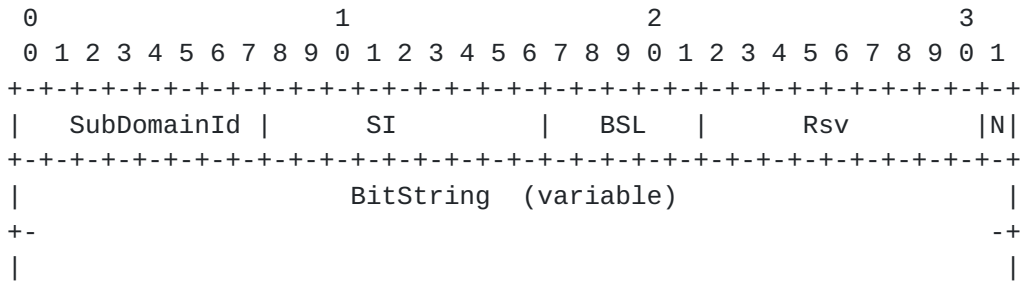 0                   1                   2                   3
 0 1 2 3 4 5 6 7 8 9 0 1 2 3 4 5 6 7 8 9 0 1 2 3 4 5 6 7 8 9 0 1
+-+-+-+-+-+-+-+-+-+-+-+-+-+-+-+-+-+-+-+-+-+-+-+-+-+-+-+-+-+-+-+-+
|   SubDomainId |      SI         |   BSL   |      Rsv        |N|
+-+-+-+-+-+-+-+-+-+-+-+-+-+-+-+-+-+-+-+-+-+-+-+-+-+-+-+-+-+-+-+-+
|                     BitString  (variable)                     |
+-                                                             -+
|                                                               |